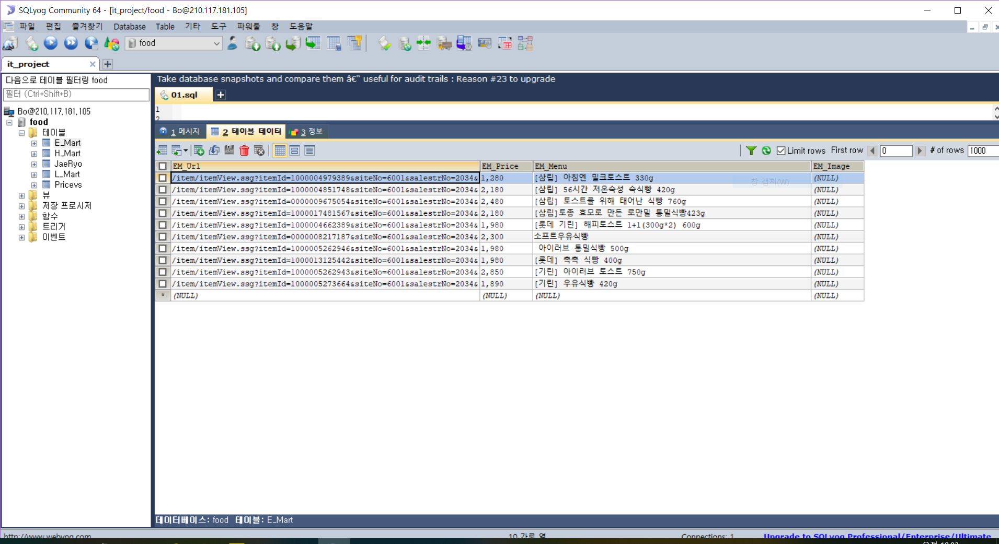 SQLyog Community 64 - [it_project/food - Bo@210.117.181.105]
파일 편집 즐겨찾기 Database Table 기타 도구 파워툴 창 도움말
food
it_project
다음으로 테이블 필터링 food
필터 (Ctrl+Shift+B)
Bo@210.117.181.105
food
테이블
E_Mart
H_Mart
JaeRyo
L_Mart
Pricevs
뷰
저장 프로시저
함수
트리거
이벤트
Take database snapshots and compare them â€“ useful for audit trails : Reason #23 to upgrade
01.sql
1
2
1 메시지 2 테이블 데이터 3 정보
Limit rows First row 0 # of rows 1000
EM_Url EM_Price EM_Menu EM_Image
/item/itemView.ssg?itemId=1000004979389&siteNo=6001&salestrNo=2034& 1,280 [삼립] 아침엔 밀크토스트 330g (NULL)
창 캡처(W)
/item/itemView.ssg?itemId=1000004851748&siteNo=6001&salestrNo=2034& 2,180 [삼립] 56시간 저온숙성 숙식빵 420g (NULL)
/item/itemView.ssg?itemId=0000009675054&siteNo=6001&salestrNo=2034& 2,480 [삼립] 토스트를 위해 태어난 식빵 760g (NULL)
/item/itemView.ssg?itemId=1000017481567&siteNo=6001&salestrNo=2034& 2,180 [삼립]토종 효모로 만든 로만밀 통밀식빵423g (NULL)
/item/itemView.ssg?itemId=1000004662389&siteNo=6001&salestrNo=2034& 1,980 [롯데 기린] 해피토스트 1+1(300g*2) 600g (NULL)
/item/itemView.ssg?itemId=0000008217187&siteNo=6001&salestrNo=2034& 2,300 소프트우유식빵 (NULL)
/item/itemView.ssg?itemId=1000005262946&siteNo=6001&salestrNo=2034& 1,980 아이러브 통밀식빵 500g (NULL)
/item/itemView.ssg?itemId=1000013125442&siteNo=6001&salestrNo=2034& 1,980 [롯데] 촉촉 식빵 400g (NULL)
/item/itemView.ssg?itemId=1000005262943&siteNo=6001&salestrNo=2034& 2,850 [기린] 아이러브 토스트 750g (NULL)
/item/itemView.ssg?itemId=1000005273664&siteNo=6001&salestrNo=2034& 1,890 [기린] 우유식빵 420g (NULL)
* (NULL) (NULL) (NULL) (NULL)
데이터베이스: food 테이블: E_Mart
http://www.webyog.com 10 가로 열 Connections: 1 Upgrade to SQLyog Professional/Enterprise/Ultimate